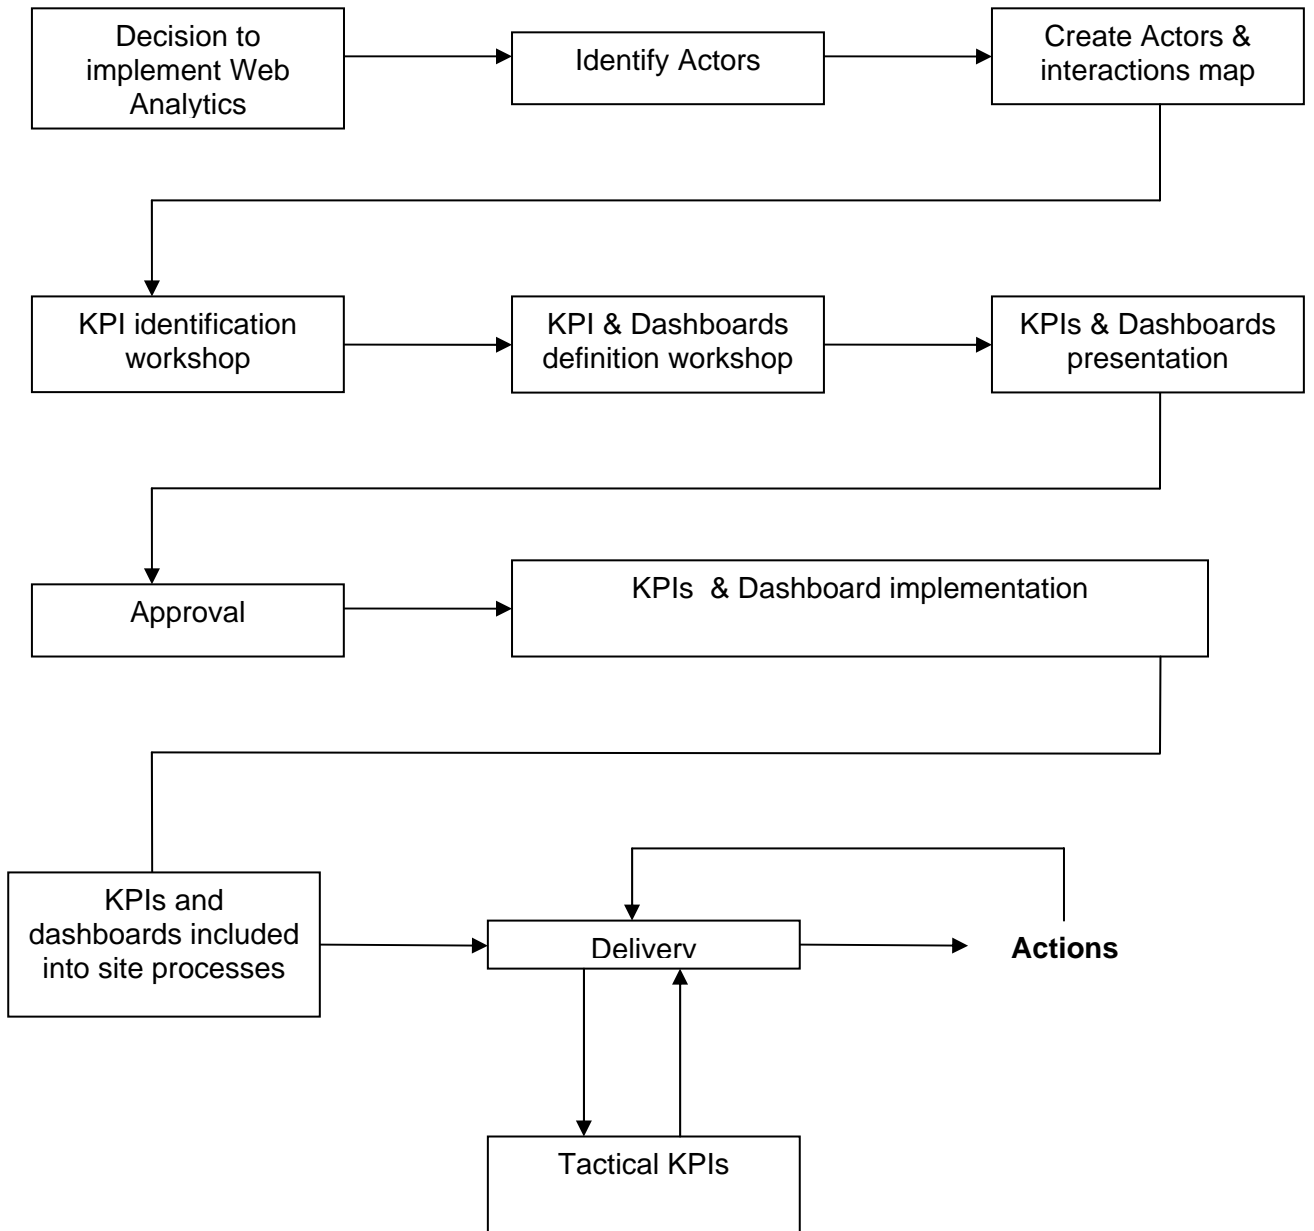 Decision to
implement Web
Analytics
Identify Actors
Create Actors &
interactions map
KPI identification
workshop
KPI & Dashboards
definition workshop
KPIs & Dashboards
presentation
Approval
KPIs & Dashboard implementation
KPIs and
dashboards included
into site processes
Delivery
Actions
Tactical KPIs